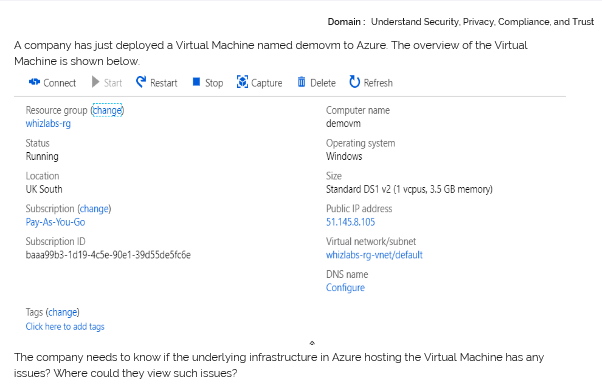 Domain : Understand Security, Privacy, Compliance, and Trust
A company has just deployed a Virtual Machine named demovm to Azure. The overview of the Virtual
Machine is shown below.
Connect Start Restart Stop Capture Delete Refresh
Resource group (change)
whizlabs-rg
Computer name
demovm
Status
Running
Operating system
Windows
Location
UK South
Size
Standard DS1 v2 (1 vcpus, 3.5 GB memory)
Subscription (change)
Pay-As-You-Go
Public IP address
51.145.8.105
Subscription ID
baaa99b3-1d19-4c5e-90e1-39d55de5fc6e
Virtual network/subnet
whizlabs-rg-vnet/default
DNS name
Configure
Tags (change)
Click here to add tags
The company needs to know if the underlying infrastructure in Azure hosting the Virtual Machine has any
issues? Where could they view such issues?